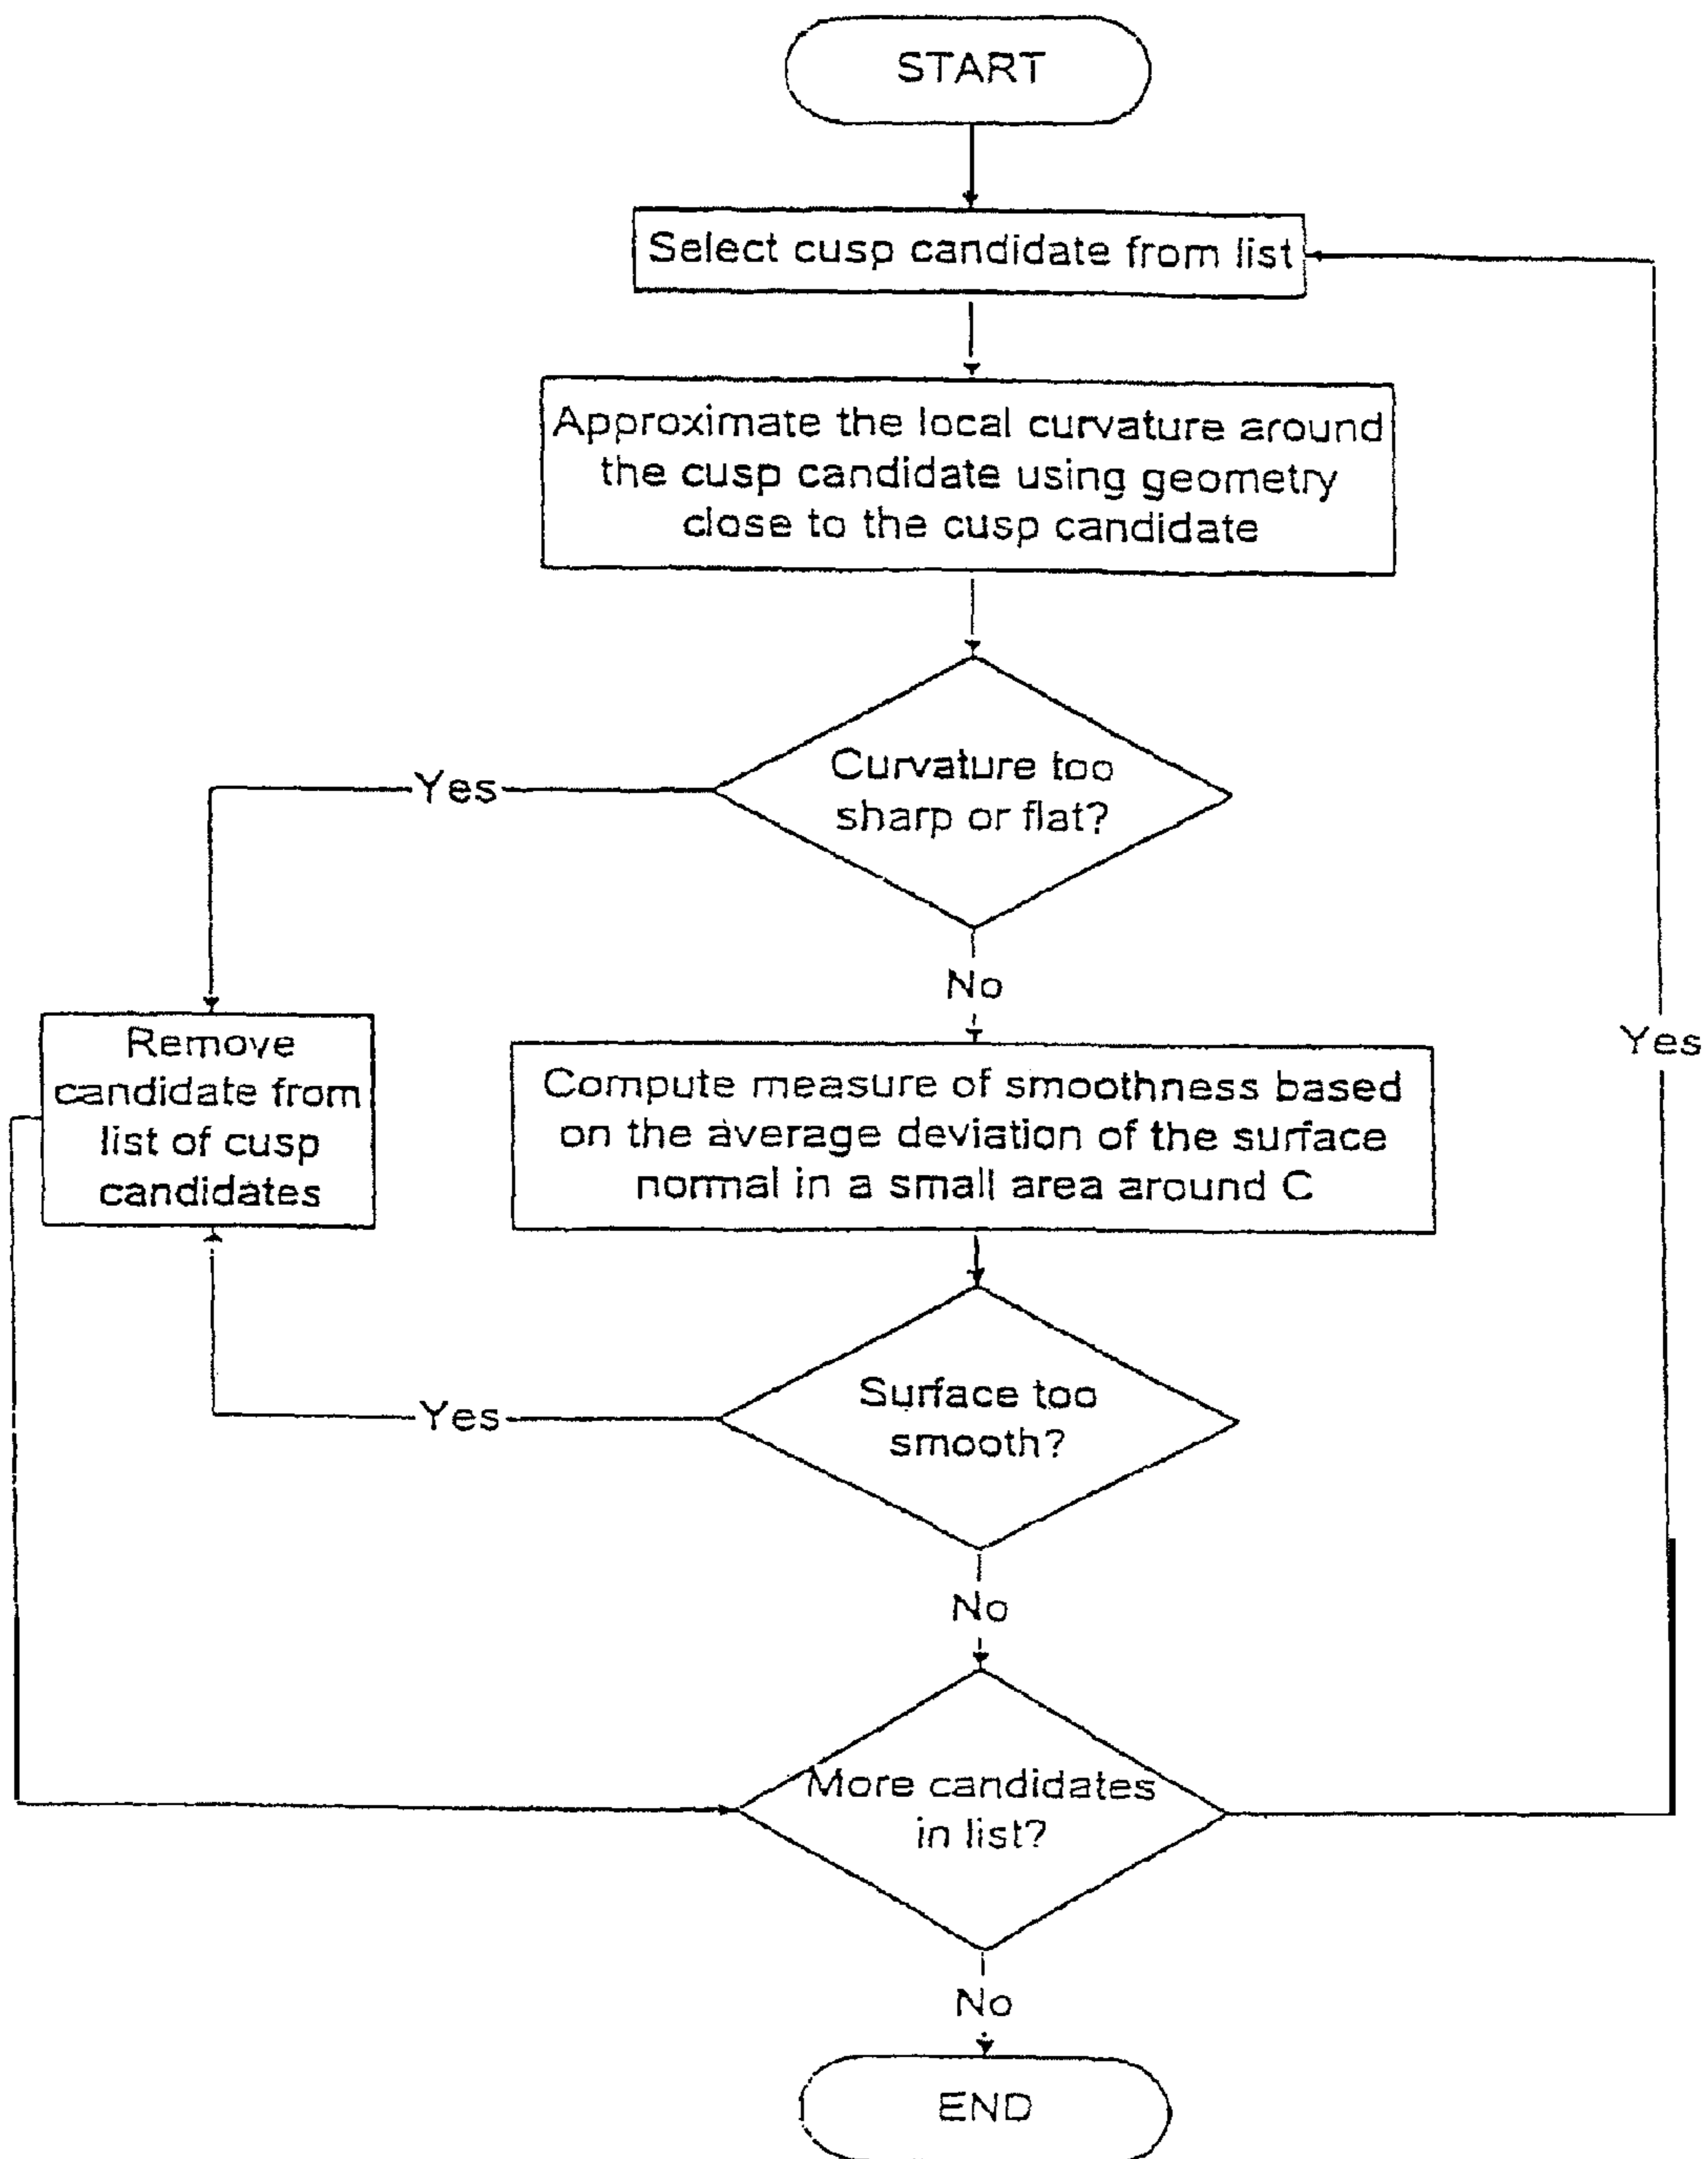 START
Select cusp candidate from list
Approximate the local curvature around
the cusp candidate using geometry
close to the cusp candidate
Curvature too
sharp or flat?
Yes
No
Remove
candidate from
list of cusp
candidates
Compute measure of smoothness based
on the average deviation of the surface
normal in a small area around C
Yes
Surface too
smooth?
Yes
No
More candidates
in list?
No
END